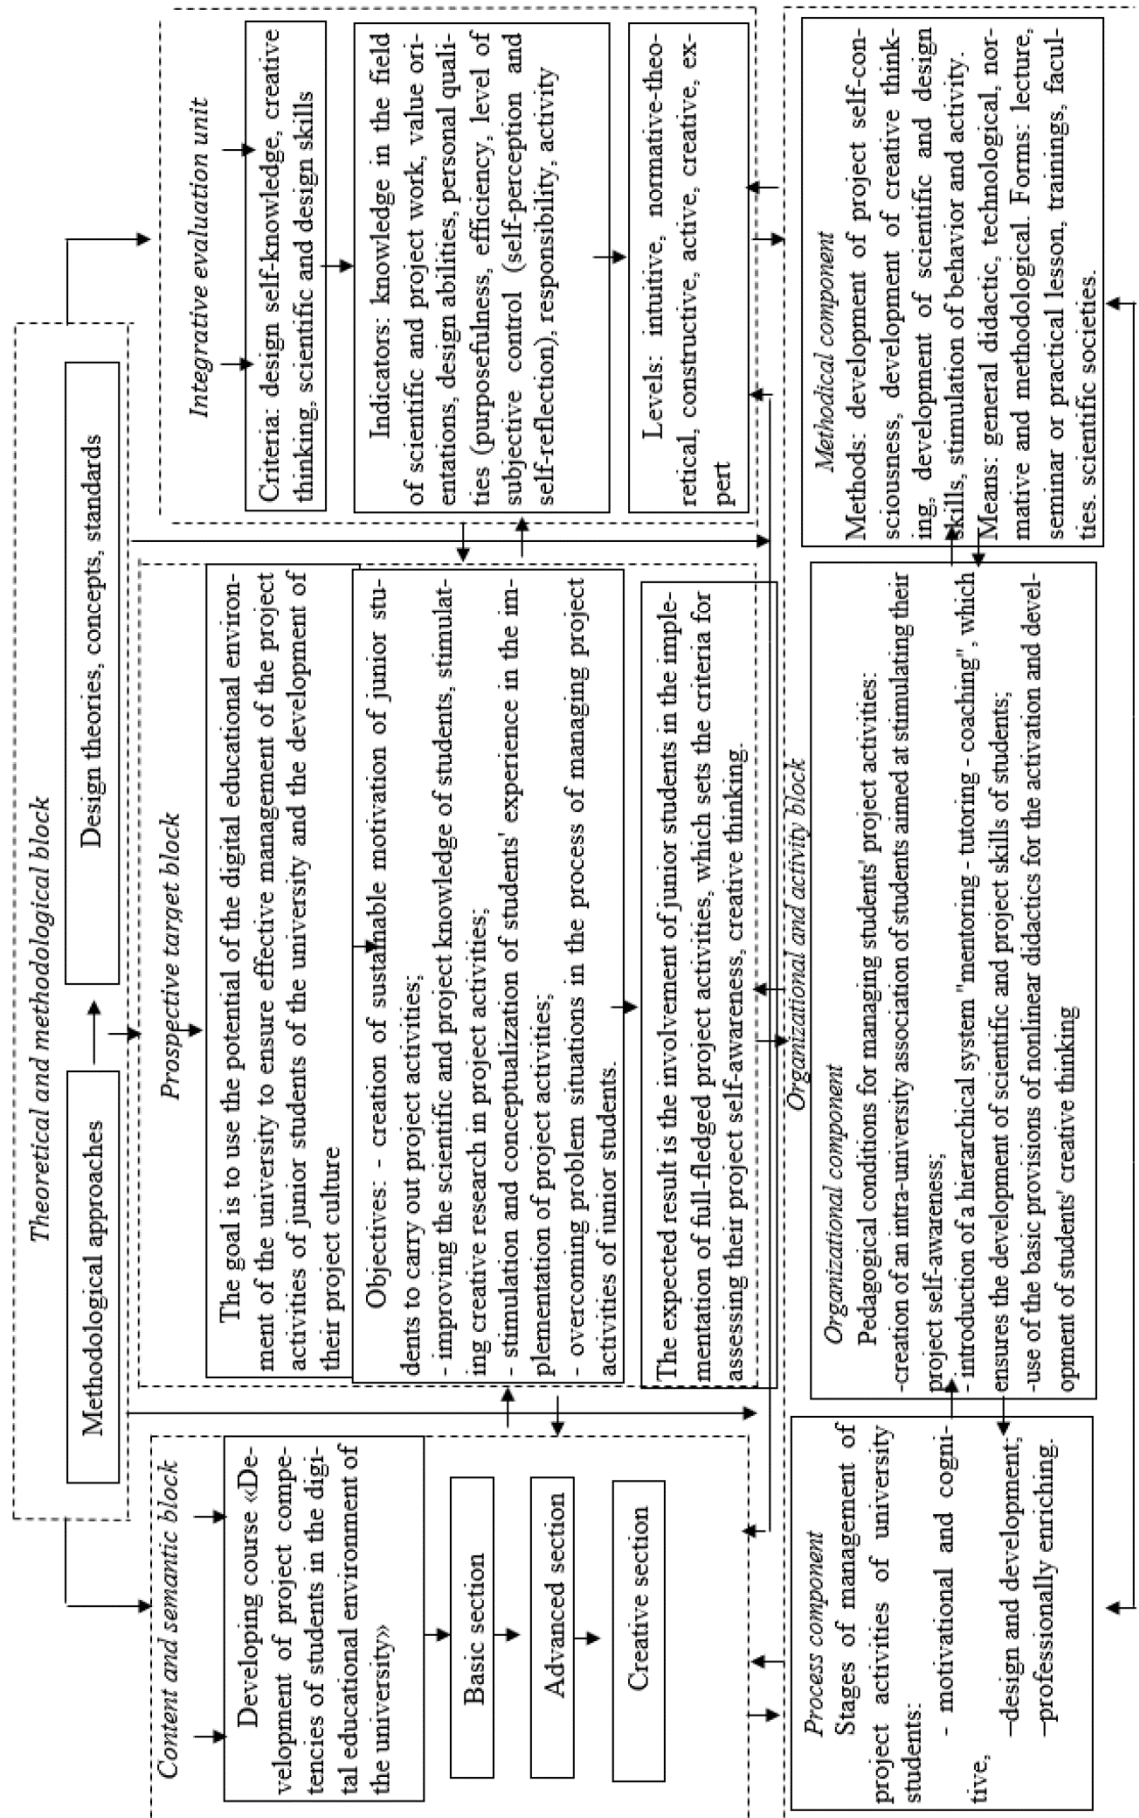 Theoretical and methodological block
Methodological approaches
Design theories, concepts, standards
Content and semantic block
Developing course «De-
velopment of project compe-
tencies of students in the digi-
tal educational environment of
the university»
Basic section
Advanced section
Creative section
Prospective target block
The goal is to use the potential of the digital educational environ-
ment of the university to ensure effective management of the project
activities of junior students of the university and the development of
their project culture
Objectives: - creation of sustainable motivation of junior stu-
dents to carry out project activities;
- improving the scientific and project knowledge of students, stimulat-
ing creative research in project activities;
- stimulation and conceptualization of students' experience in the im-
plementation of project activities;
- overcoming problem situations in the process of managing project
activities of junior students.
The expected result is the involvement of junior students in the imple-
mentation of full-fledged project activities, which sets the criteria for
assessing their project self-awareness, creative thinking.
Integrative evaluation unit
Criteria: design self-knowledge, creative
thinking, scientific and design skills
Indicators: knowledge in the field
of scientific and project work, value ori-
entations, design abilities, personal quali-
ties (purposefulness, efficiency, level of
subjective control (self-perception and
self-reflection), responsibility, activity
Levels: intuitive, normative-theo-
retical, constructive, active, creative, ex-
pert
Organizational and activity block
Process component
Stages of management of
project activities of university
students:
- motivational and cogni-
tive,
–design and development;
–professionally enriching.
Organizational component
Pedagogical conditions for managing students' project activities:
-creation of an intra-university association of students aimed at stimulating their
project self-awareness;
- introduction of a hierarchical system "mentoring - tutoring - coaching", which
ensures the development of scientific and project skills of students;
-use of the basic provisions of nonlinear didactics for the activation and devel-
opment of students' creative thinking
Methodical component
Methods: development of project self-con-
sciousness, development of creative think-
ing, development of scientific and design
skills, stimulation of behavior and activity.
Means: general didactic, technological, nor-
mative and methodological. Forms: lecture,
seminar or practical lesson, trainings, facul-
ties. scientific societies.